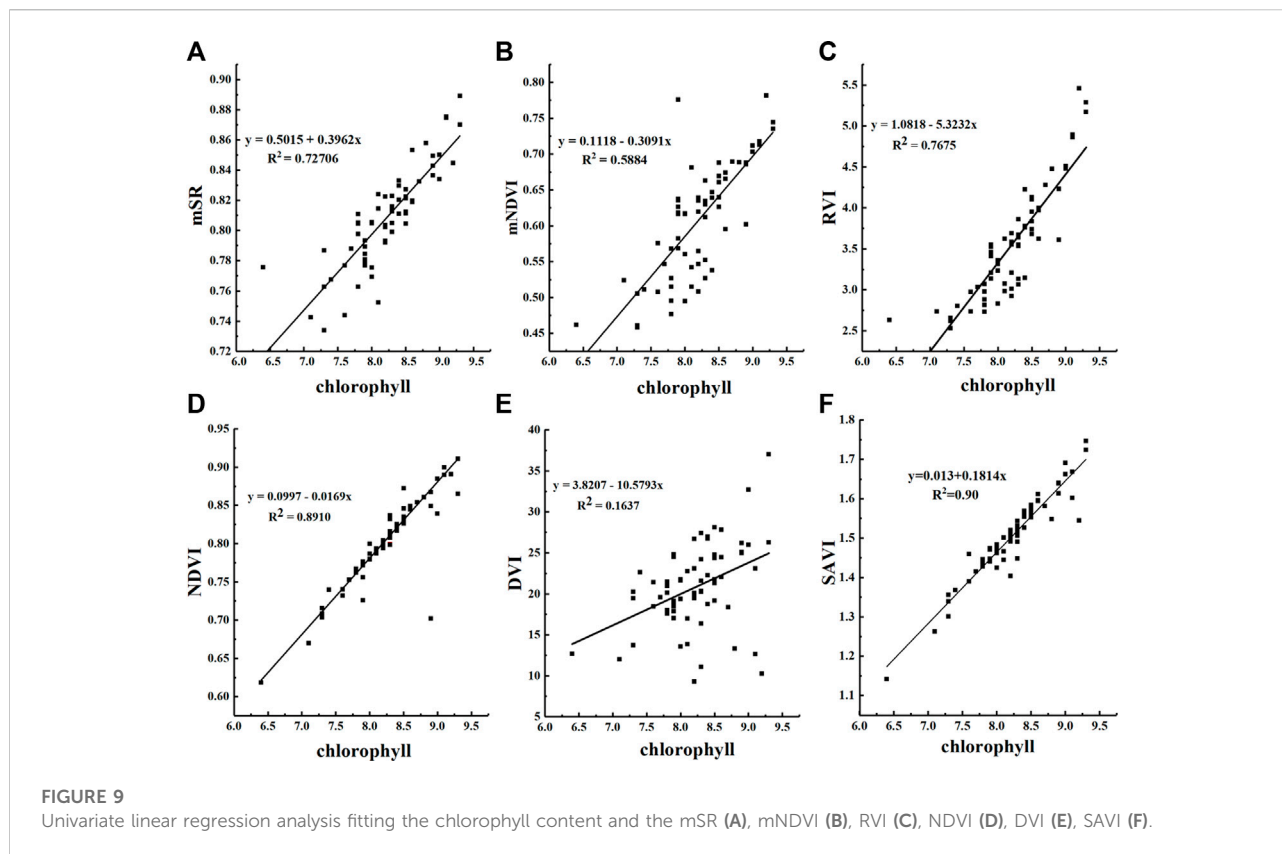 A
mSR
0.90
0.88
0.86
0.84
0.82
0.80
0.78
0.76
0.74
0.72
y = 0.5015 + 0.3962x
R² = 0.72706
6.0 6.5 7.0 7.5 8.0 8.5 9.0 9.5
chlorophyll
B
mNDVI
0.80
0.75
0.70
0.65
0.60
0.55
0.50
0.45
y = 0.1118 - 0.3091x
R² = 0.5884
6.0 6.5 7.0 7.5 8.0 8.5 9.0 9.5
chlorophyll
C
RVI
5.5
5.0
4.5
4.0
3.5
3.0
2.5
y = 1.0818 - 5.3232x
R² = 0.7675
6.0 6.5 7.0 7.5 8.0 8.5 9.0 9.5
chlorophyll
D
NDVI
0.95
0.90
0.85
0.80
0.75
0.70
0.65
0.60
y = 0.0997 - 0.0169x
R² = 0.8910
6.0 6.5 7.0 7.5 8.0 8.5 9.0 9.5
chlorophyll
E
DVI
40
35
30
25
20
15
10
5
y = 3.8207 - 10.5793x
R² = 0.1637
6.0 6.5 7.0 7.5 8.0 8.5 9.0 9.5
chlorophyll
F
SAVI
1.8
1.7
1.6
1.5
1.4
1.3
1.2
1.1
y=0.013+0.1814x
R²=0.90
6.0 6.5 7.0 7.5 8.0 8.5 9.0 9.5
chlorophyll
FIGURE 9
Univariate linear regression analysis fitting the chlorophyll content and the mSR (A), mNDVI (B), RVI (C), NDVI (D), DVI (E), SAVI (F).